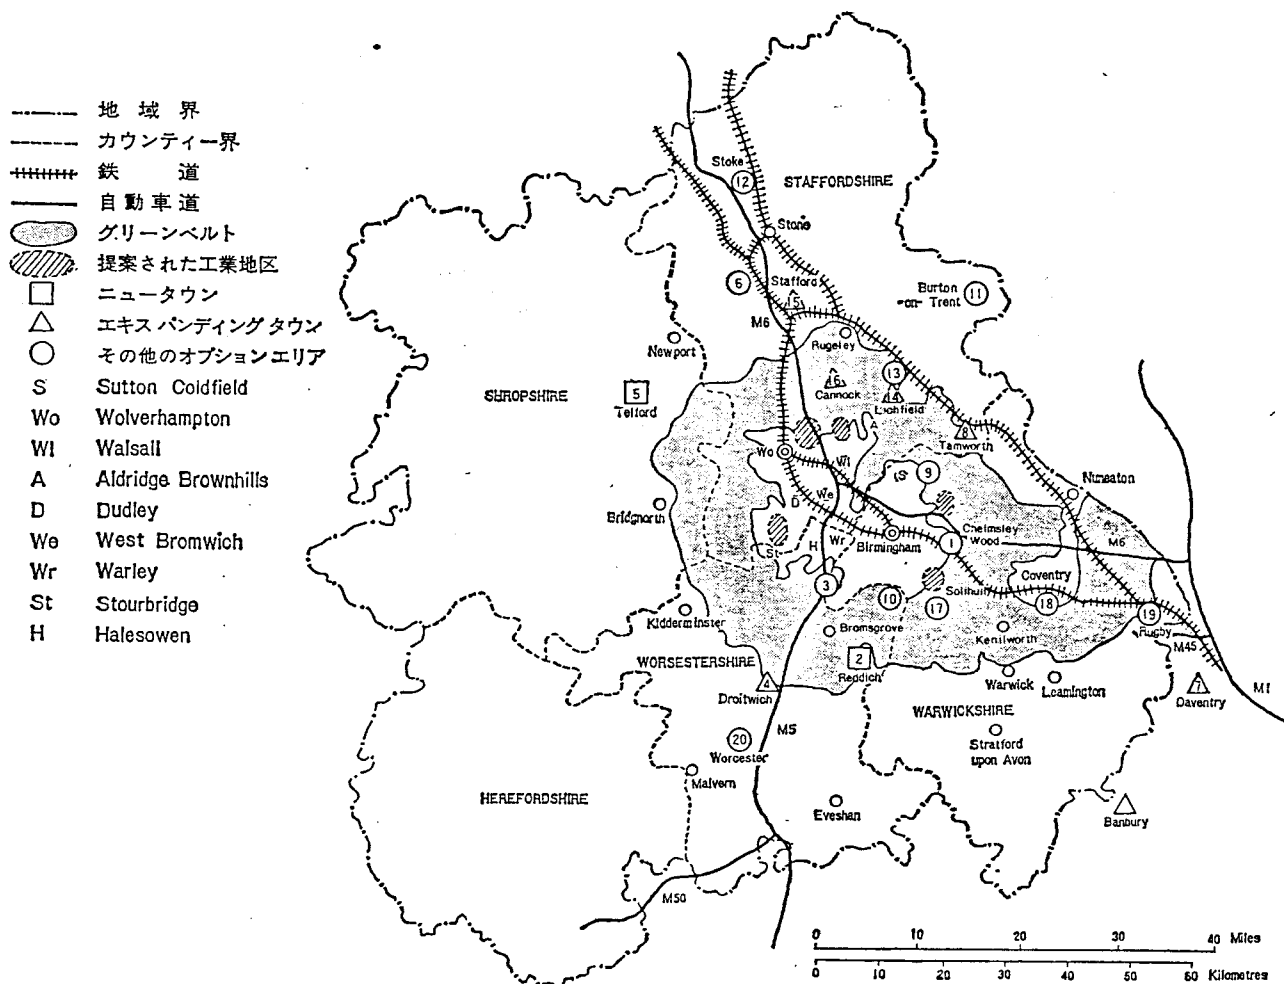 地域界
カウンティー界
鉄道
自動車道
グリーンベルト
提案された工業地区
ニュータウン
エキスパンディングタウン
その他のオプションエリア
S Sutton Coldfield
Wo Wolverhampton
Wl Walsall
A Aldridge Brownhills
D Dudley
We West Bromwich
Wr Warley
St Stourbridge
H Halesowen
Stoke
12
STAFFORDSHIRE
Stone
6
Stafford
15
Burton
-on-
Trent
11
M6
Newport
Rugeley
13
16
Cannock
14
Lichfield
SHROPSHIRE
5
Telford
A
8
Tamworth
Wo
Wl
S
9
Nuneaton
Bridgnorth
D
We
Chelmsley
Wood
St
H
Wr
Birmingham
1
M6
3
Coventry
10
Solihull
17
18
19
Rugby
Kidderminster
Bromsgrove
Kenilworth
M45
WORSESTERSHIRE
2
Reddich
Warwick
Leamington
4
Droitwich
7
Daventry
M1
WARWICKSHIRE
20
Worcester
M5
Stratford
upon Avon
Malvern
HEREFORDSHIRE
Eveshan
Banbury
M50
0 10 20 30 40 Miles
0 10 20 30 40 50 60 Kilometres